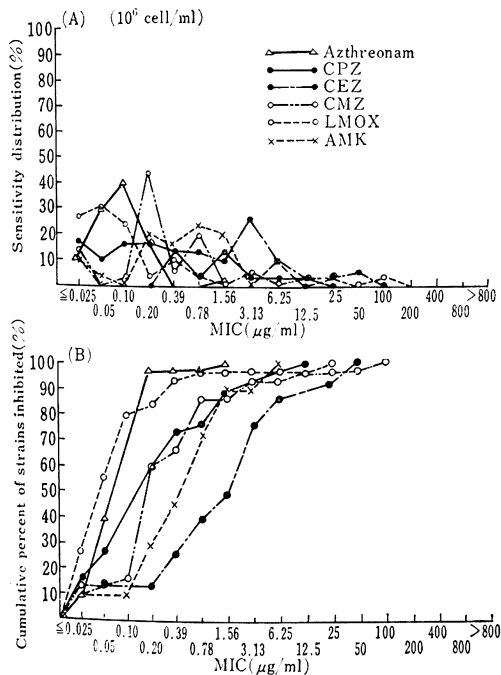 (A) (10⁶ cell/ml)
Azthreonam
CPZ
CEZ
CMZ
LMOX
AMK
Sensitivity distribution(%)
100
90
80
70
60
50
40
30
20
10
≦0.025 0.10 0.39 1.56 6.25 25 100 400 >800
0.05 0.20 0.78 3.13 12.5 50 200 800
MIC(μg/ml)
(B)
Cumulative percent of strains inhibited(%)
100
90
80
70
60
50
40
30
20
10
≦0.025 0.10 0.39 1.56 6.25 25 100 400 >800
0.05 0.20 0.78 3.13 12.5 50 200 800
MIC(μg/ml)